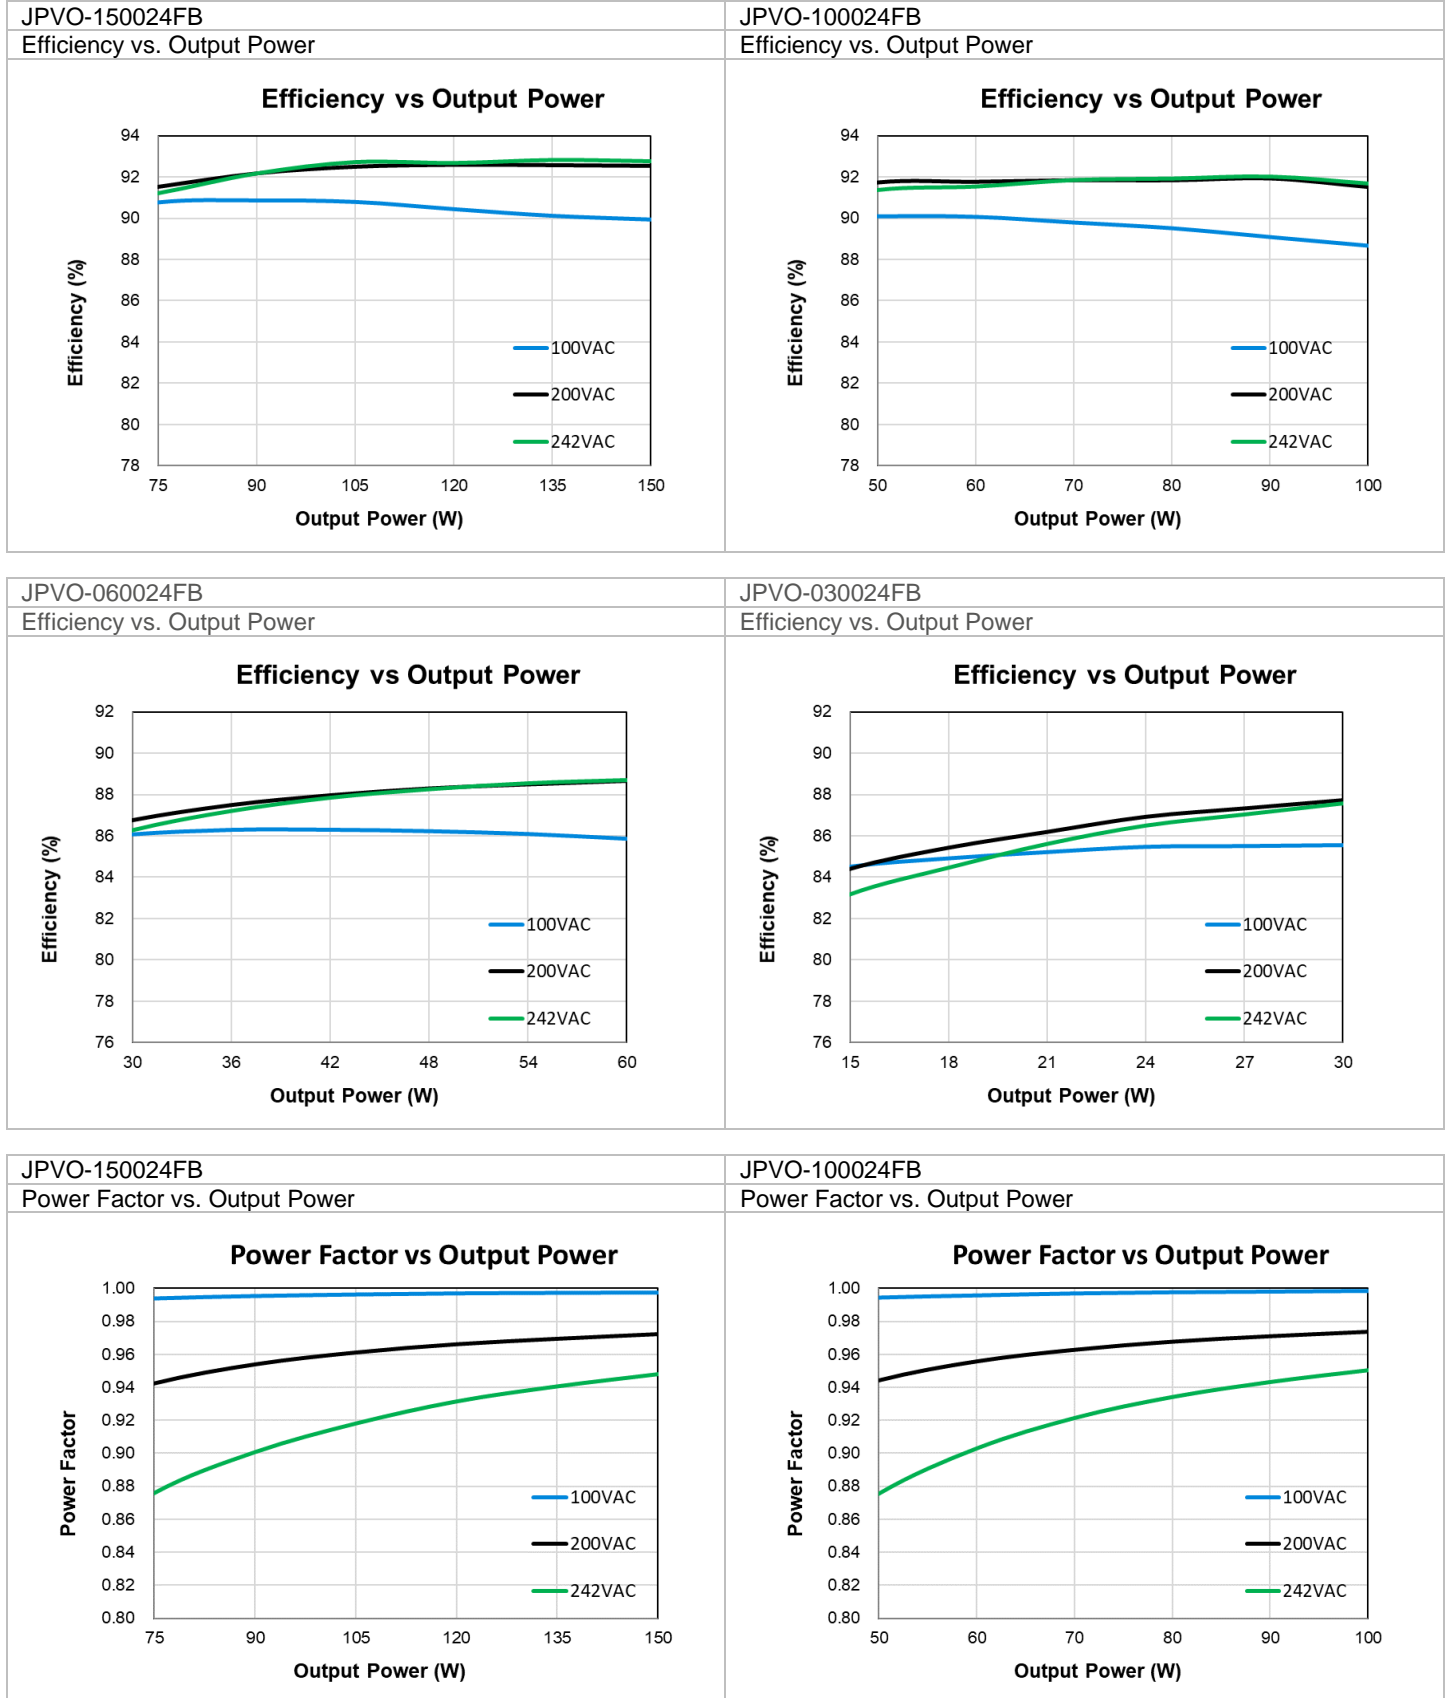 JPVO-150024FB
JPVO-100024FB
Efficiency vs. Output Power
Efficiency vs. Output Power
Efficiency vs Output Power
94
92
90
88
86
84
82
80
78
Efficiency (%)
100VAC
200VAC
242VAC
75 90 105 120 135 150
Output Power (W)
Efficiency vs Output Power
94
92
90
88
86
84
82
80
78
Efficiency (%)
100VAC
200VAC
242VAC
50 60 70 80 90 100
Output Power (W)
JPVO-060024FB
JPVO-030024FB
Efficiency vs. Output Power
Efficiency vs. Output Power
Efficiency vs Output Power
92
90
88
86
84
82
80
78
76
Efficiency (%)
100VAC
200VAC
242VAC
30 36 42 48 54 60
Output Power (W)
Efficiency vs Output Power
92
90
88
86
84
82
80
78
76
Efficiency (%)
100VAC
200VAC
242VAC
15 18 21 24 27 30
Output Power (W)
JPVO-150024FB
JPVO-100024FB
Power Factor vs. Output Power
Power Factor vs. Output Power
Power Factor vs Output Power
1.00
0.98
0.96
0.94
0.92
0.90
0.88
0.86
0.84
0.82
0.80
Power Factor
100VAC
200VAC
242VAC
75 90 105 120 135 150
Output Power (W)
Power Factor vs Output Power
1.00
0.98
0.96
0.94
0.92
0.90
0.88
0.86
0.84
0.82
0.80
Power Factor
100VAC
200VAC
242VAC
50 60 70 80 90 100
Output Power (W)